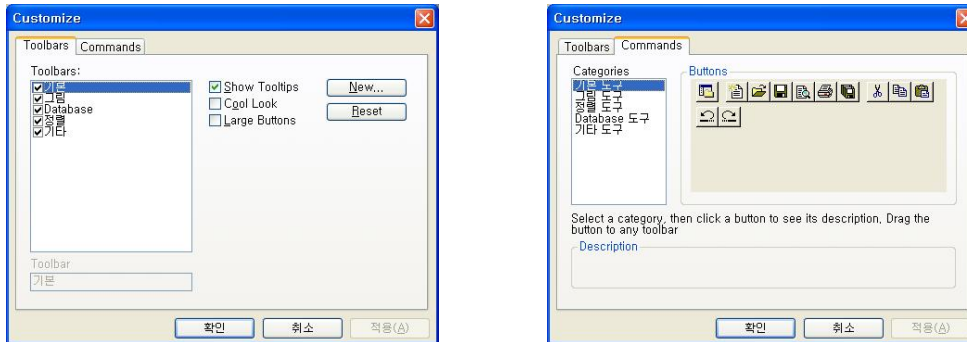 Customize
Toolbars Commands
Toolbars:
기본
그림
Database
정렬
기타
Show Tooltips
Cool Look
Large Buttons
New...
Reset
Toolbar
기본
확인 취소 적용(A)
Customize
Toolbars Commands
Categories
기본 도구
그림 도구
정렬 도구
Database 도구
기타 도구
Buttons
Select a category, then click a button to see its description, Drag the
button to any toolbar
Description
확인 취소 적용(A)